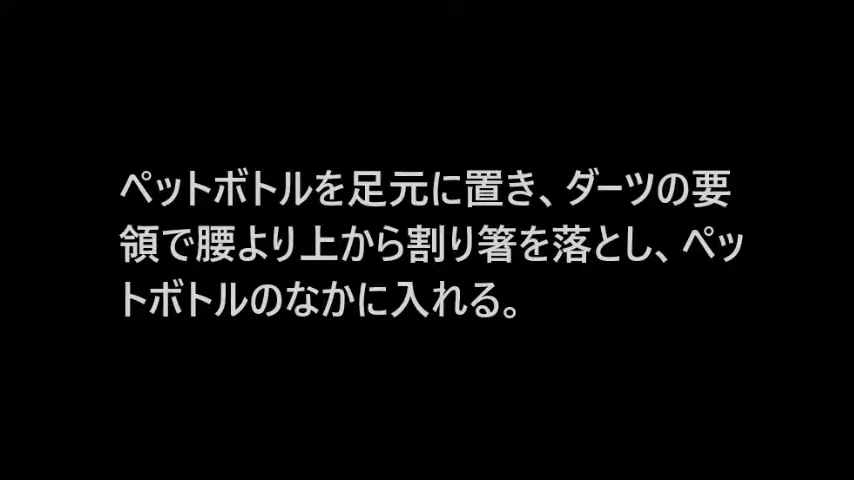 ペットボトルを足元に置き、ダーツの要
領で腰より上から割り箸を落とし、ペッ
トボトルのなかに入れる。